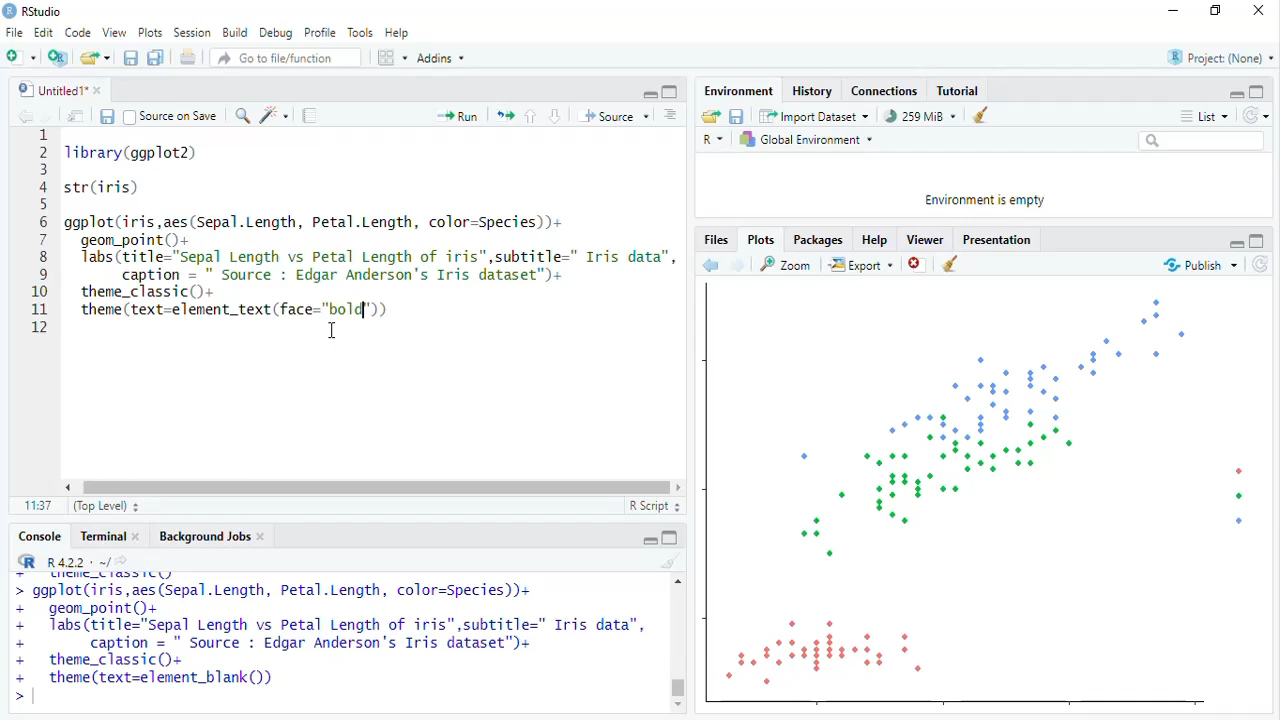 RStudio
File Edit Code View Plots Session Build Debug Profile Tools Help
Go to file/function Addins Project: (None)
Untitled1*
Source on Save Run Source
1
2 library(ggplot2)
3
4 str(iris)
5
6 ggplot(iris,aes(Sepal.Length, Petal.Length, color=Species))+
7 geom_point()+
8 labs(title="Sepal Length vs Petal Length of iris",subtitle=" Iris data",
9 caption = " Source : Edgar Anderson's Iris dataset")+
10 theme_classic()+
11 theme(text=element_text(face="bold"))
12
11:37 (Top Level) R Script
Console Terminal Background Jobs
R 4.2.2 · ~/
+ theme_classic()
> ggplot(iris,aes(Sepal.Length, Petal.Length, color=Species))+
+ geom_point()+
+ labs(title="Sepal Length vs Petal Length of iris",subtitle=" Iris data",
+ caption = " Source : Edgar Anderson's Iris dataset")+
+ theme_classic()+
+ theme(text=element_blank())
>
Environment History Connections Tutorial
Import Dataset 259 MiB List
R Global Environment
Environment is empty
Files Plots Packages Help Viewer Presentation
Zoom Export Publish